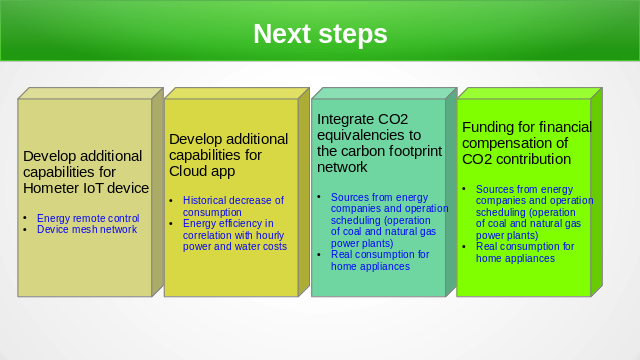 Next steps
Develop additional
capabilities for
Hometer IoT device
• Energy remote control
• Device mesh network
Develop additional
capabilities for
Cloud app
• Historical decrease of
consumption
• Energy efficiency in
correlation with hourly
power and water costs
Integrate CO2
equivalencies to
the carbon footprint
network
• Sources from energy
companies and operation
scheduling (operation
of coal and natural gas
power plants)
• Real consumption for
home appliances
Funding for financial
compensation of
CO2 contribution
• Sources from energy
companies and operation
scheduling (operation
of coal and natural gas
power plants)
• Real consumption for
home appliances